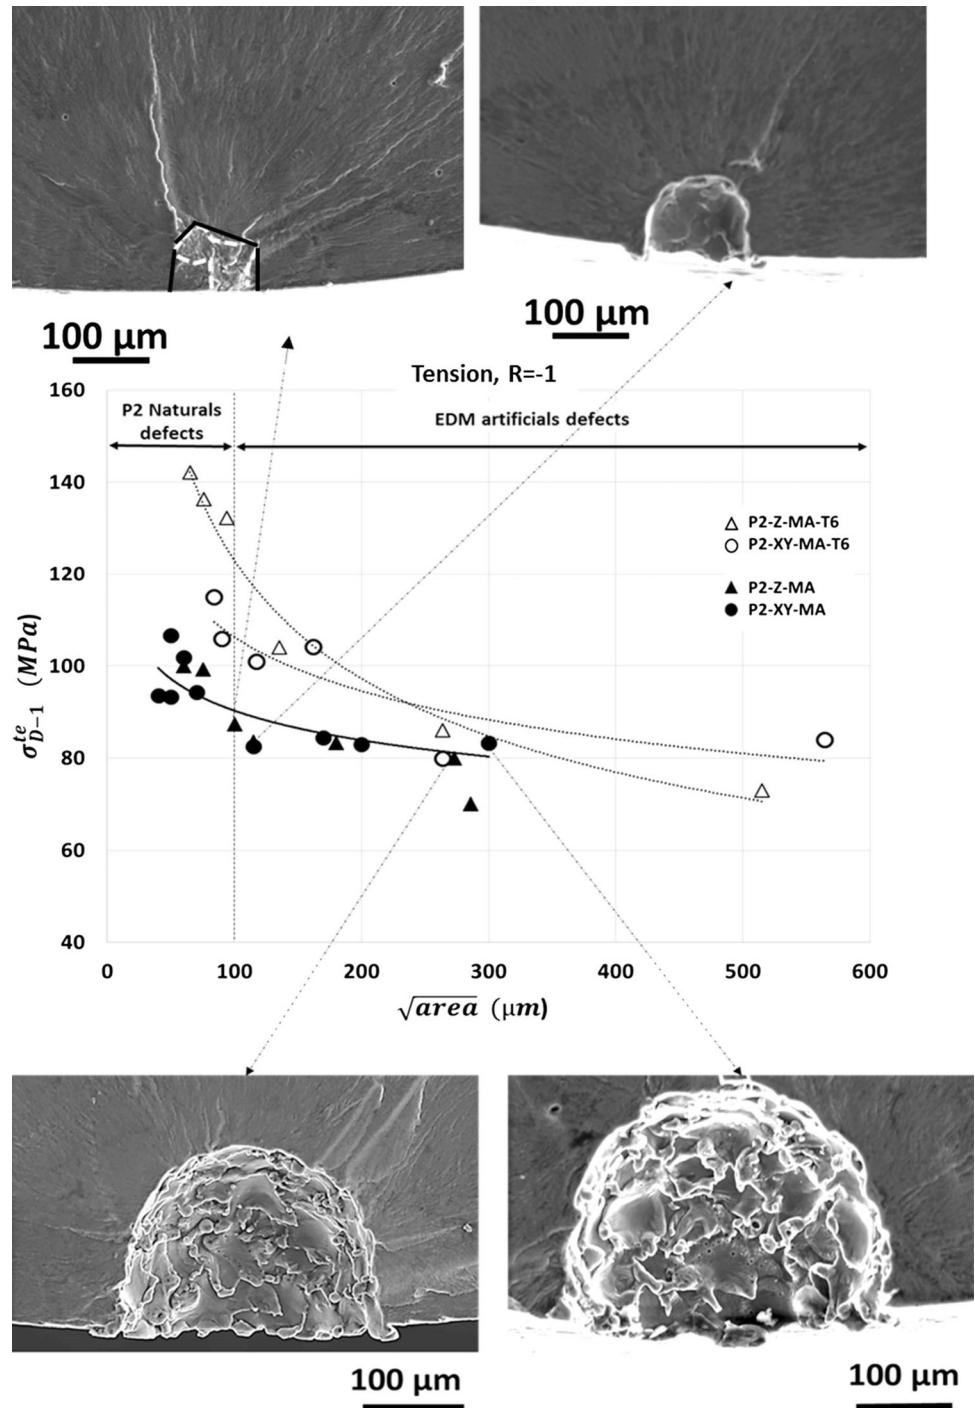 100 μm
100 μm
Tension, R=-1
160
140
120
100
80
60
40
P2 Naturals
defects
EDM artificials defects
P2-Z-MA-T6
P2-XY-MA-T6
P2-Z-MA
P2-XY-MA
σ^{te}_{D-1} (MPa)
0 100 200 300 400 500 600
√area (μm)
100 μm
100 μm